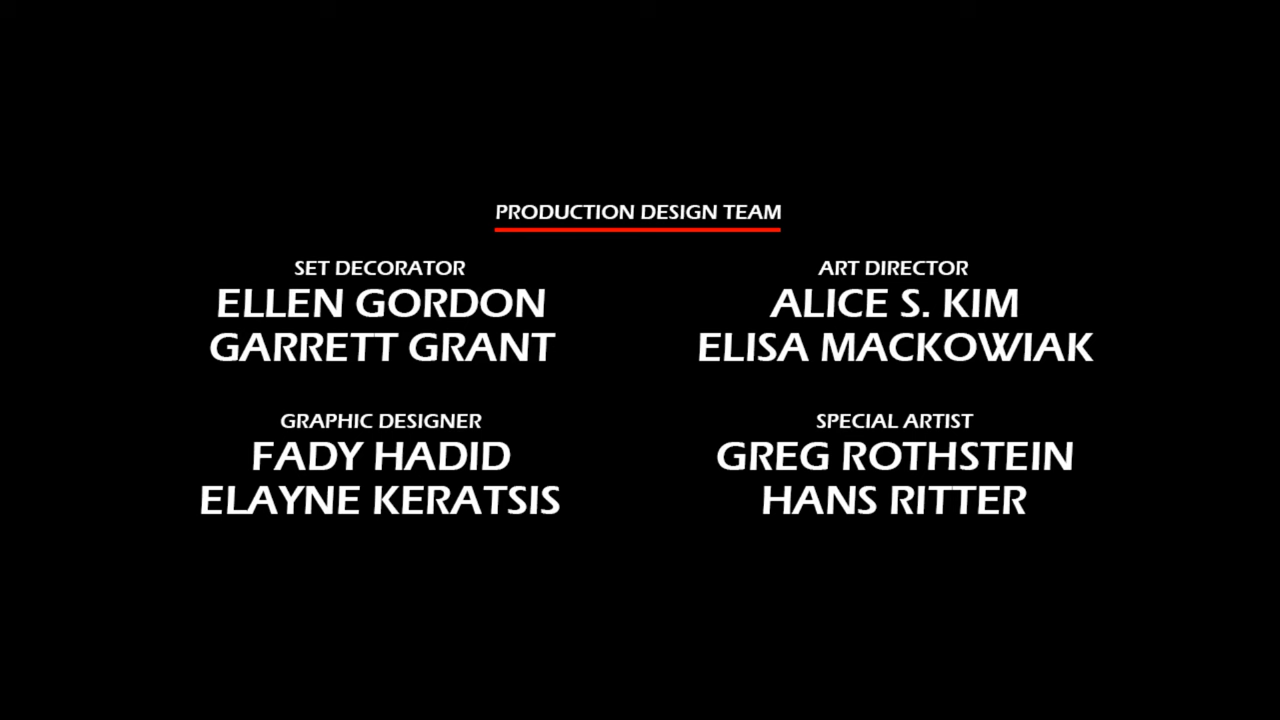 PRODUCTION DESIGN TEAM
SET DECORATOR
ELLEN GORDON
GARRETT GRANT
ART DIRECTOR
ALICE S. KIM
ELISA MACKOWIAK
GRAPHIC DESIGNER
FADY HADID
ELAYNE KERATSIS
SPECIAL ARTIST
GREG ROTHSTEIN
HANS RITTER